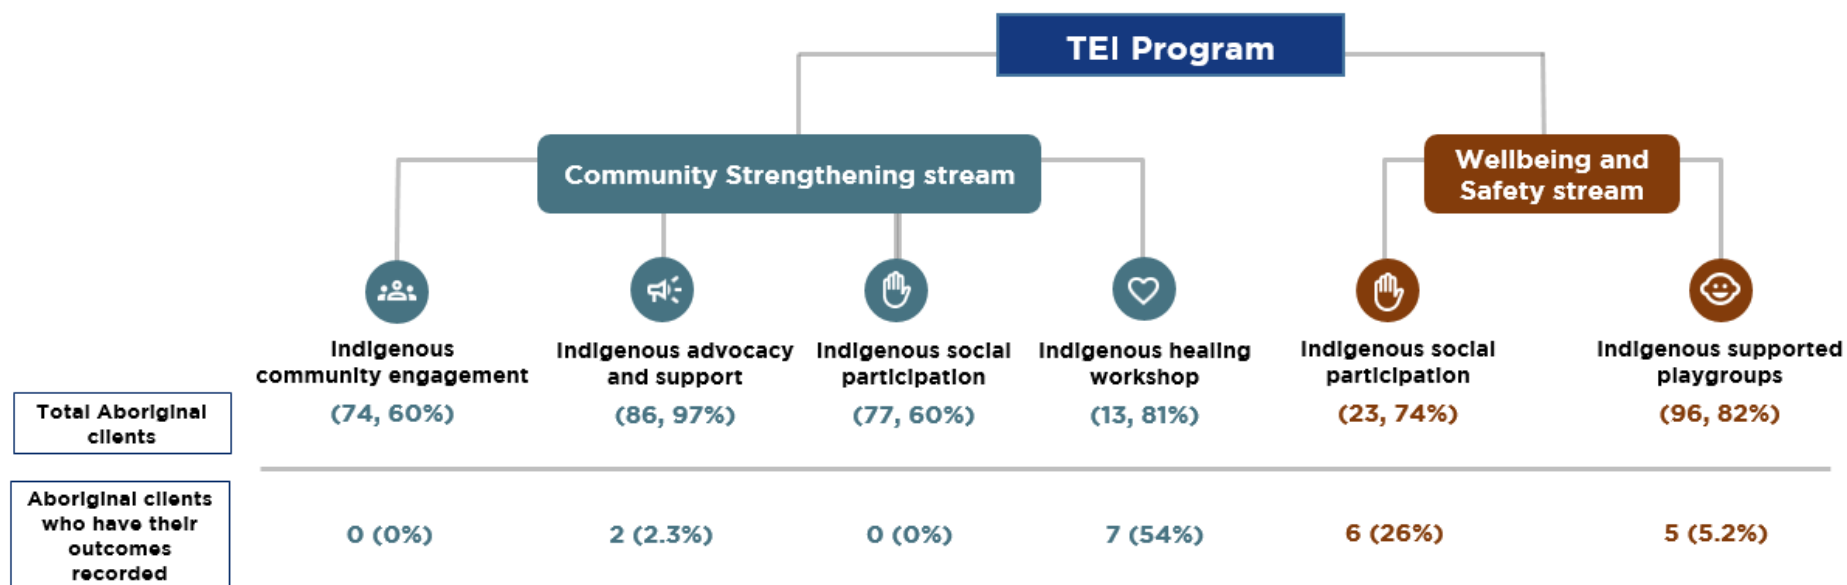 TEI Program
Community Strengthening stream
Wellbeing and
Safety stream
Indigenous
community engagement
Indigenous advocacy
and support
Indigenous social
participation
Indigenous healing
workshop
Indigenous social
participation
Indigenous supported
playgroups
Total Aboriginal
clients
(74, 60%)
(86, 97%)
(77, 60%)
(13, 81%)
(23, 74%)
(96, 82%)
Aboriginal clients
who have their
outcomes
recorded
0 (0%)
2 (2.3%)
0 (0%)
7 (54%)
6 (26%)
5 (5.2%)